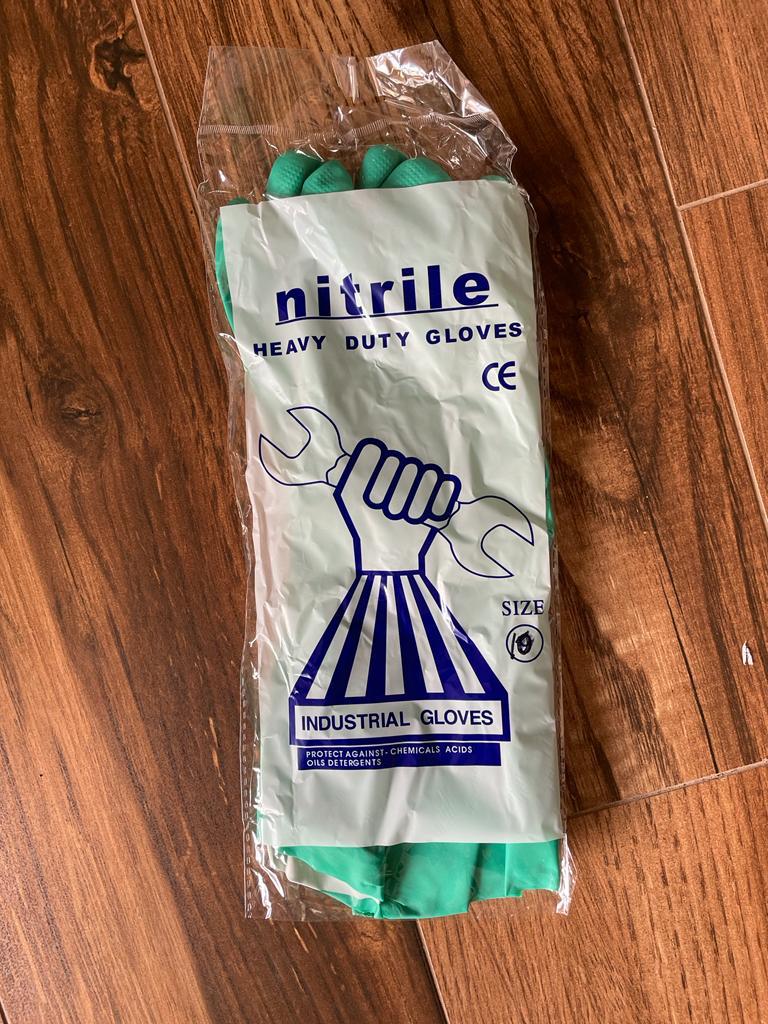 nitrile
HEAVY DUTY GLOVES
CE
SIZE
10
INDUSTRIAL GLOVES
PROTECT AGAINST- CHEMICALS ACIDS
OILS DETERGENTS